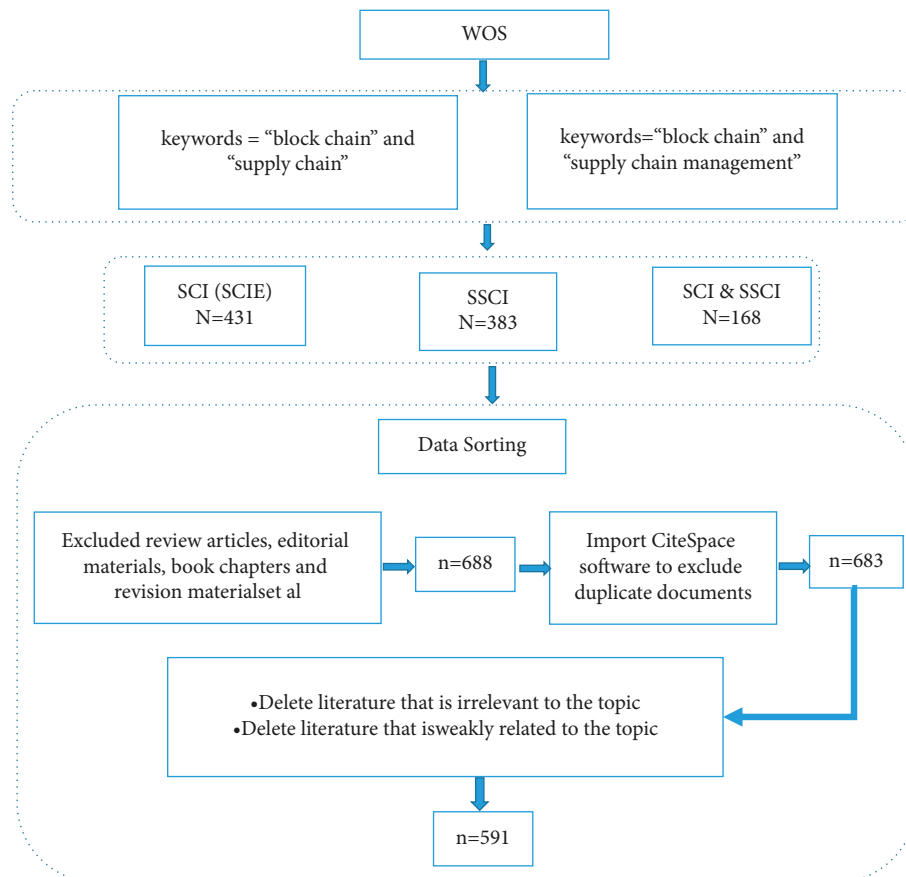 WOS
keywords = “block chain” and
“supply chain”
keywords=“block chain” and
“supply chain management”
SCI (SCIE)
N=431
SSCI
N=383
SCI & SSCI
N=168
Data Sorting
Excluded review articles, editorial
materials, book chapters and
revision materialset al
n=688
Import CiteSpace
software to exclude
duplicate documents
n=683
•Delete literature that is irrelevant to the topic
•Delete literature that isweakly related to the topic
n=591